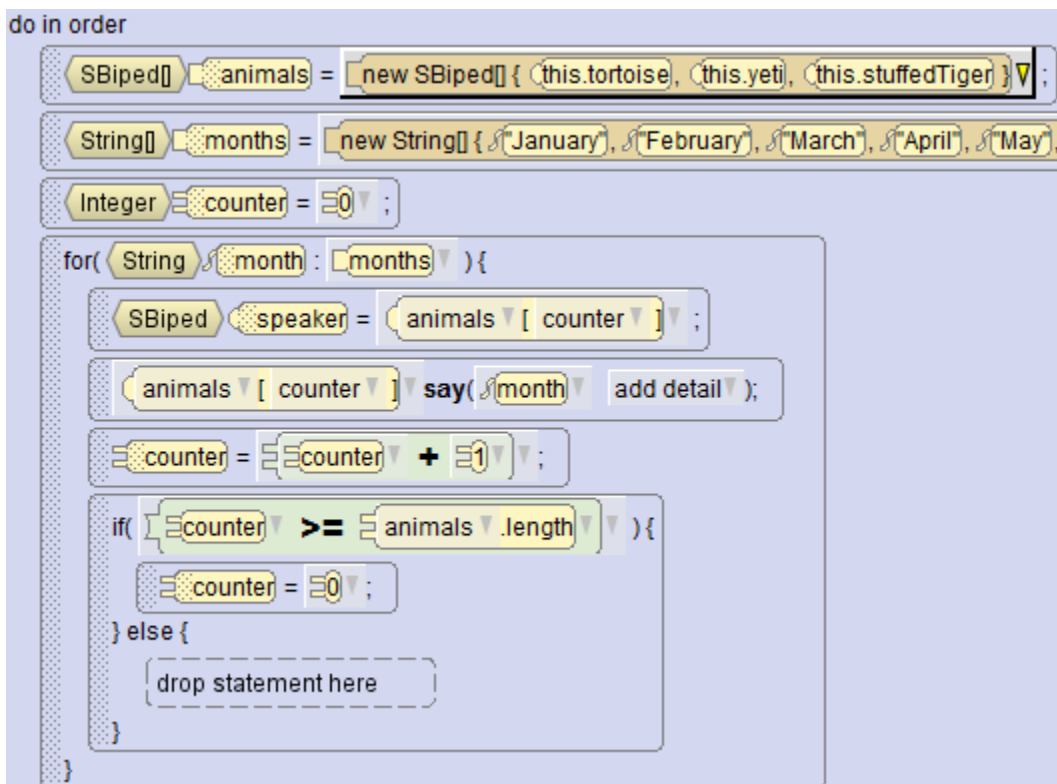 do in order
SBiped[] animals = new SBiped[] { this.tortoise, this.yeti, this.stuffedTiger } ;
String[] months = new String[] { "January", "February", "March", "April", "May",
Integer counter = 0 ;
for( String month : months ) {
SBiped speaker = animals [ counter ] ;
animals [ counter ] say( month add detail );
counter = counter + 1 ;
if( counter >= animals .length ) {
counter = 0 ;
} else {
drop statement here
}
}